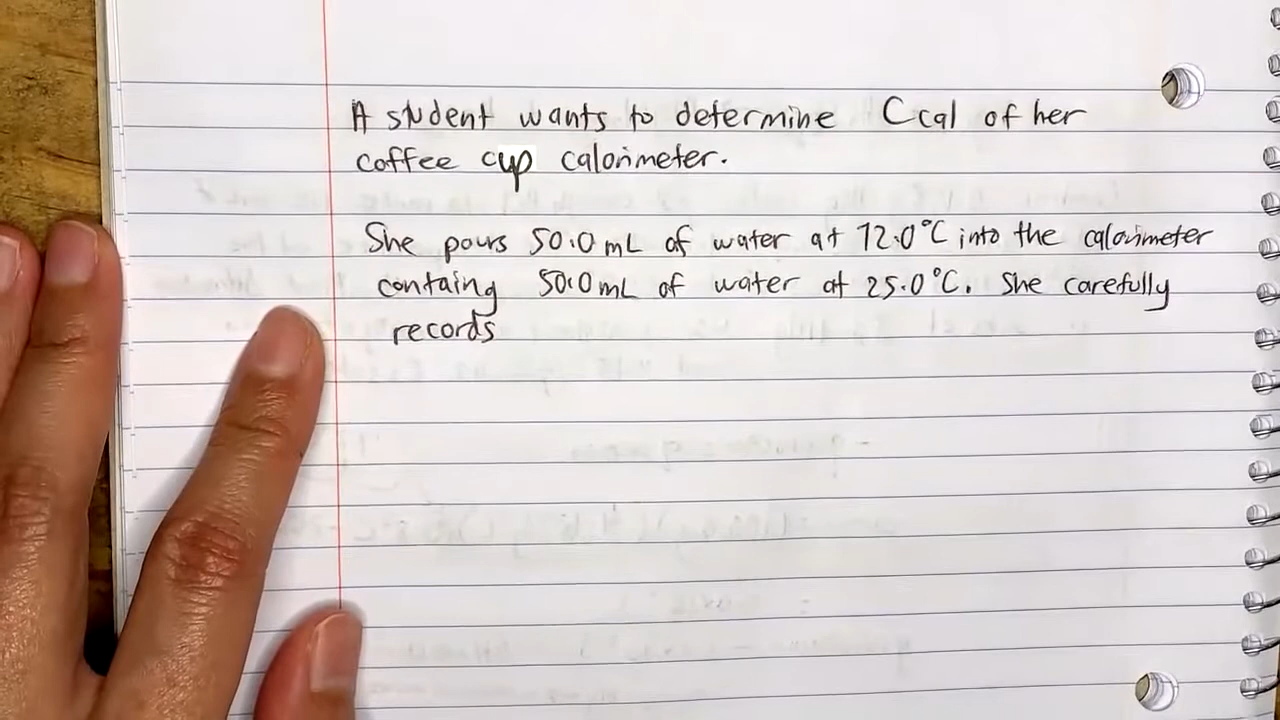 A student wants to determine Ccal of her
coffee cup calorimeter.
She pours 50.0 mL of water at 72.0°C into the calorimeter
containg 50.0 mL of water at 25.0°C. She carefully
records